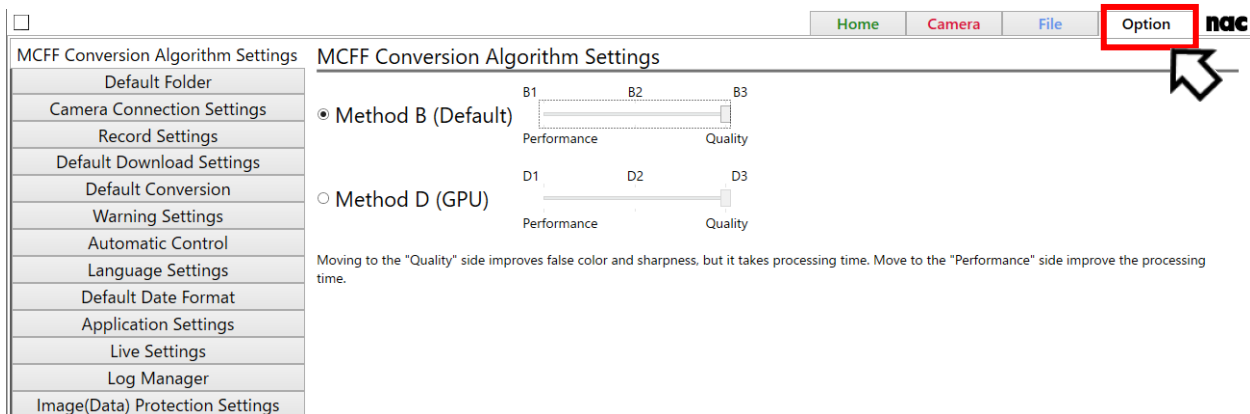 Home Camera File Option nac
MCFF Conversion Algorithm Settings
Default Folder
Camera Connection Settings
Record Settings
Default Download Settings
Default Conversion
Warning Settings
Automatic Control
Language Settings
Default Date Format
Application Settings
Live Settings
Log Manager
Image(Data) Protection Settings
MCFF Conversion Algorithm Settings
B1 B2 B3
Method B (Default)
Performance Quality
D1 D2 D3
Method D (GPU)
Performance Quality
Moving to the "Quality" side improves false color and sharpness, but it takes processing time. Move to the "Performance" side improve the processing
time.